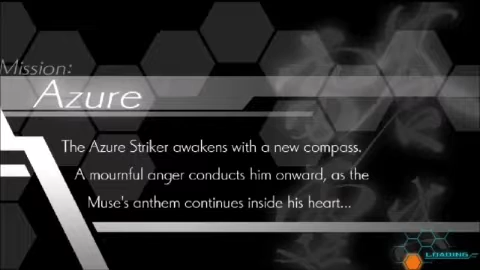 Mission:
Azure
The Azure Striker awakens with a new compass.
A mournful anger conducts him onward, as the
Muse's anthem continues inside his heart...
LOADING